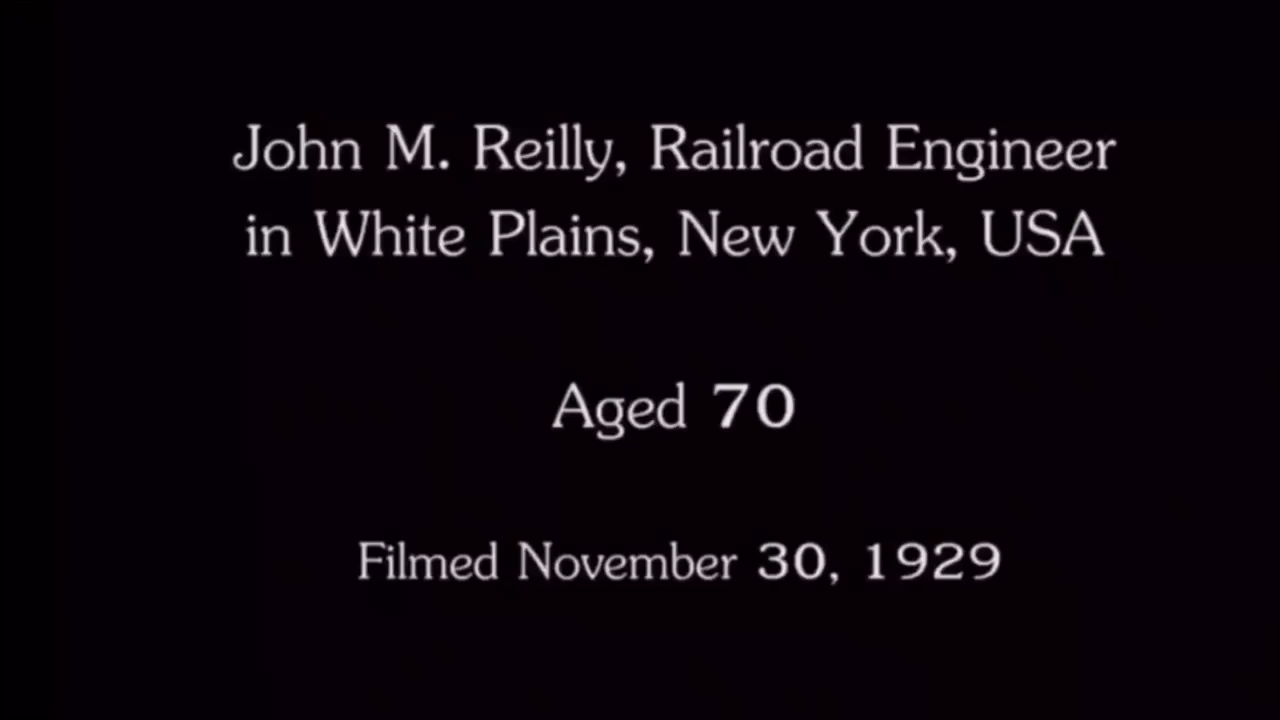 John M. Reilly, Railroad Engineer
in White Plains, New York, USA
Aged 70
Filmed November 30, 1929